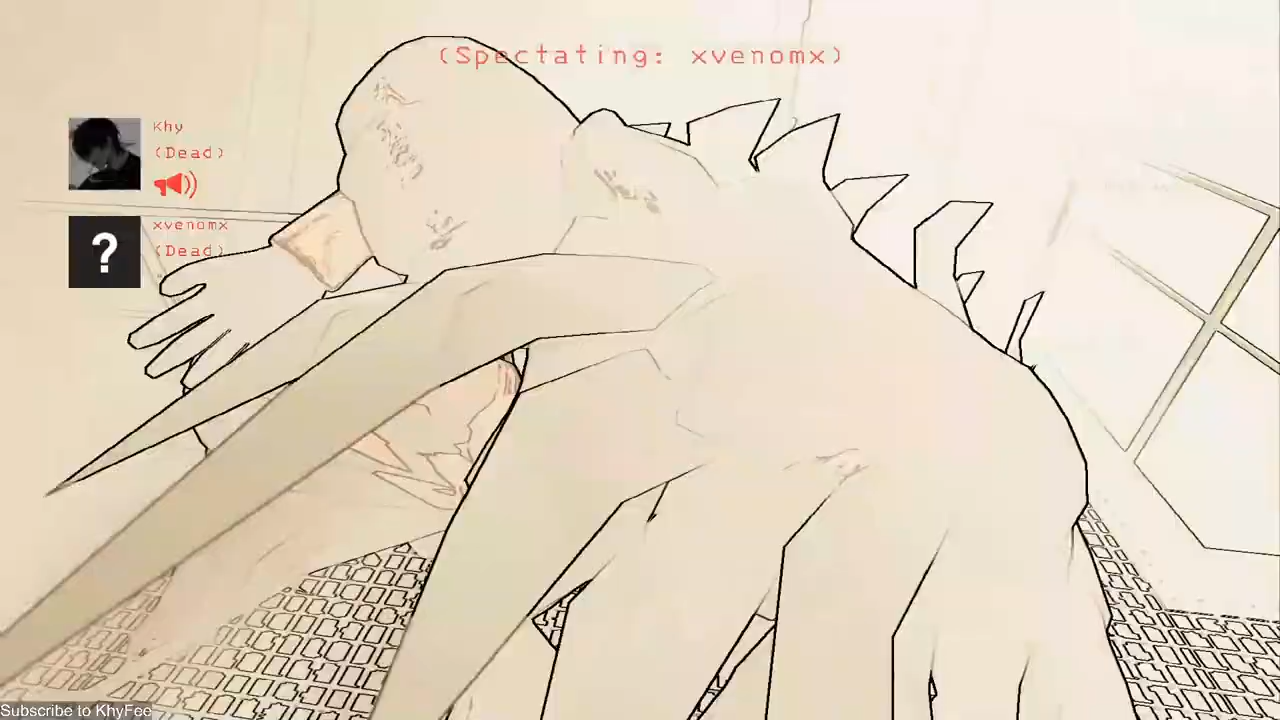 (Spectating: xvenomx)
Khy
(Dead)
xvenomx
(Dead)
?
Subscribe to KhyFee